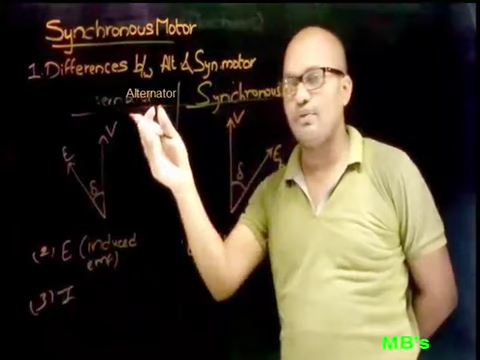 Synchronous Motor
1. Differences b/w Alt & Syn. motor
Alternator
Synchronous
V
E
δ
V
E
δ
(2) E (induced
emf)
(3) I
MB's